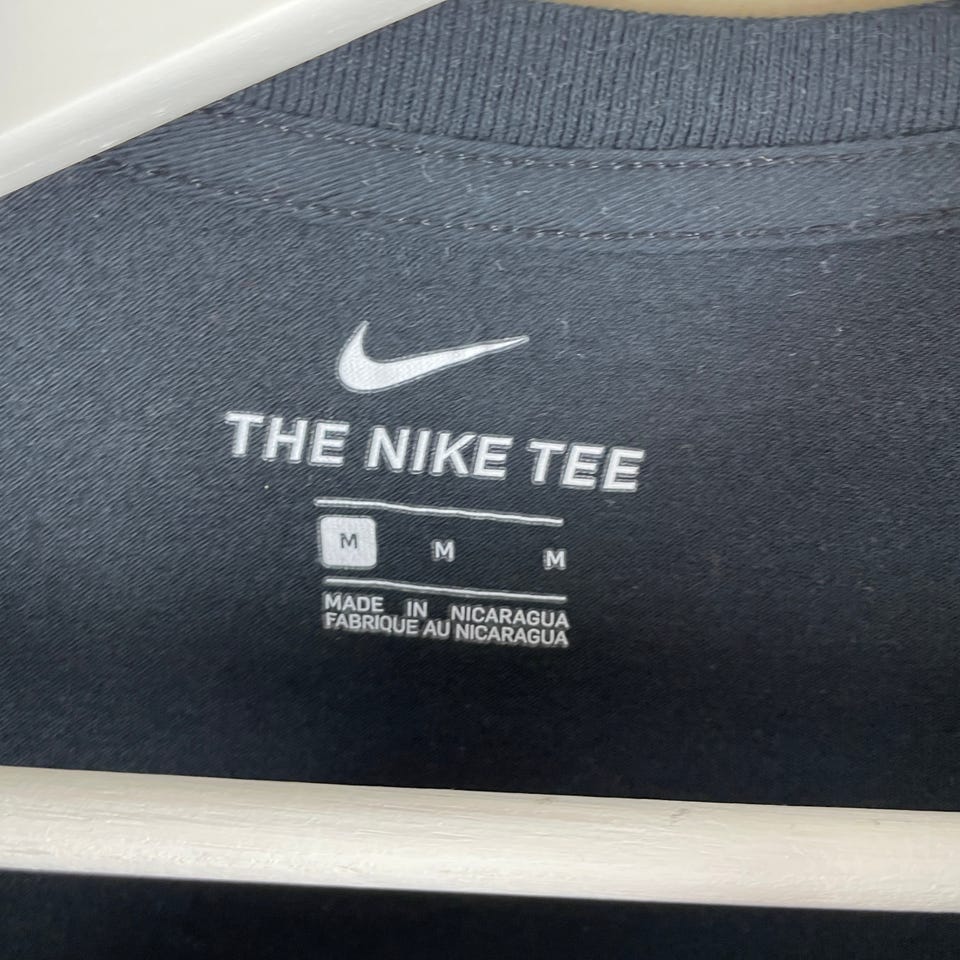 THE NIKE TEE
M M M
MADE IN NICARAGUA
FABRIQUE AU NICARAGUA